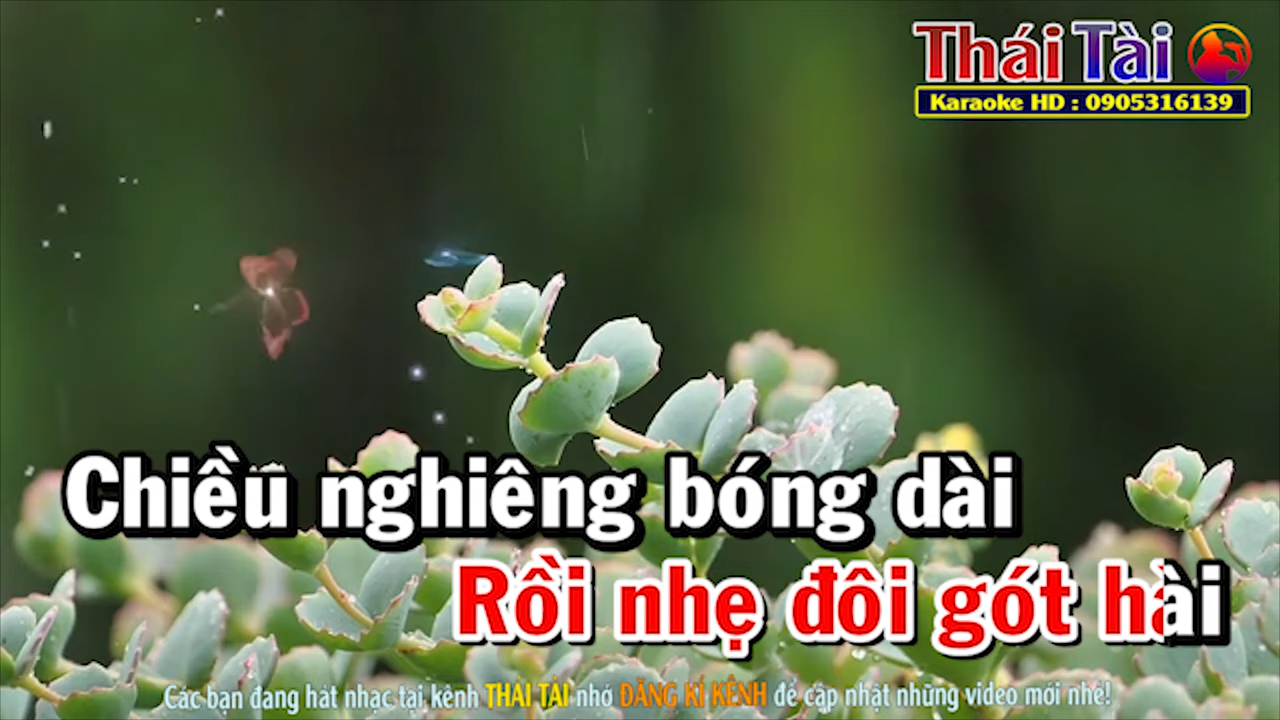 Thái Tài
Karaoke HD : 0905316139
Chiều nghiêng bóng dài
Rồi nhẹ đôi gót hài
Các bạn đang hát nhạc tại kênh THÁI TÀI nhớ ĐĂNG KÍ KÊNH để cập nhật những video mới nhé!